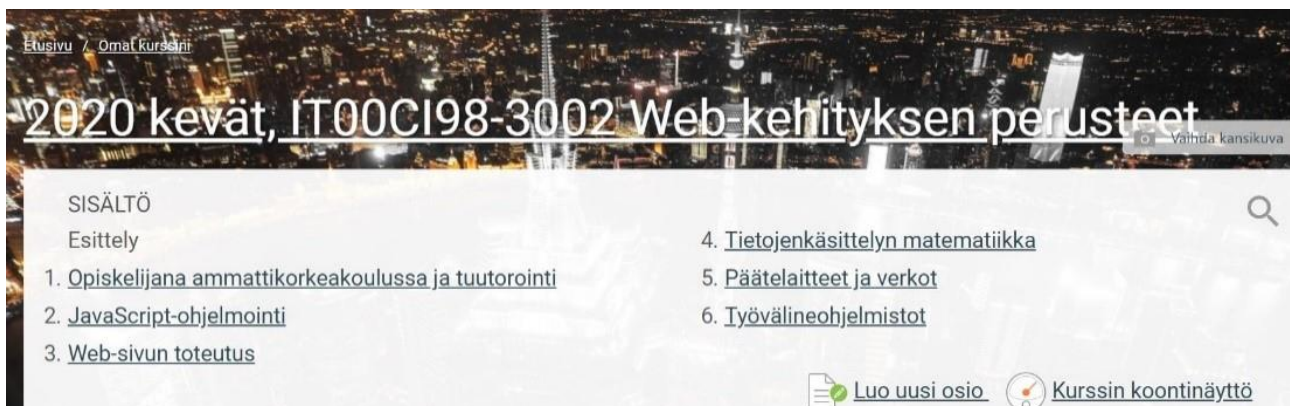 Etusivu / Omat kurssini
2020 kevät, IT00CI98-3002 Web-kehityksen perusteet
Vaihda kansikuva
SISÄLTÖ
Esittely
1. Opiskelijana ammattikorkeakoulussa ja tuutorointi
2. JavaScript-ohjelmointi
3. Web-sivun toteutus
4. Tietojenkäsittelyn matematiikka
5. Päätelaitteet ja verkot
6. Työvälineohjelmistot
Luo uusi osio
Kurssin koontinäyttö